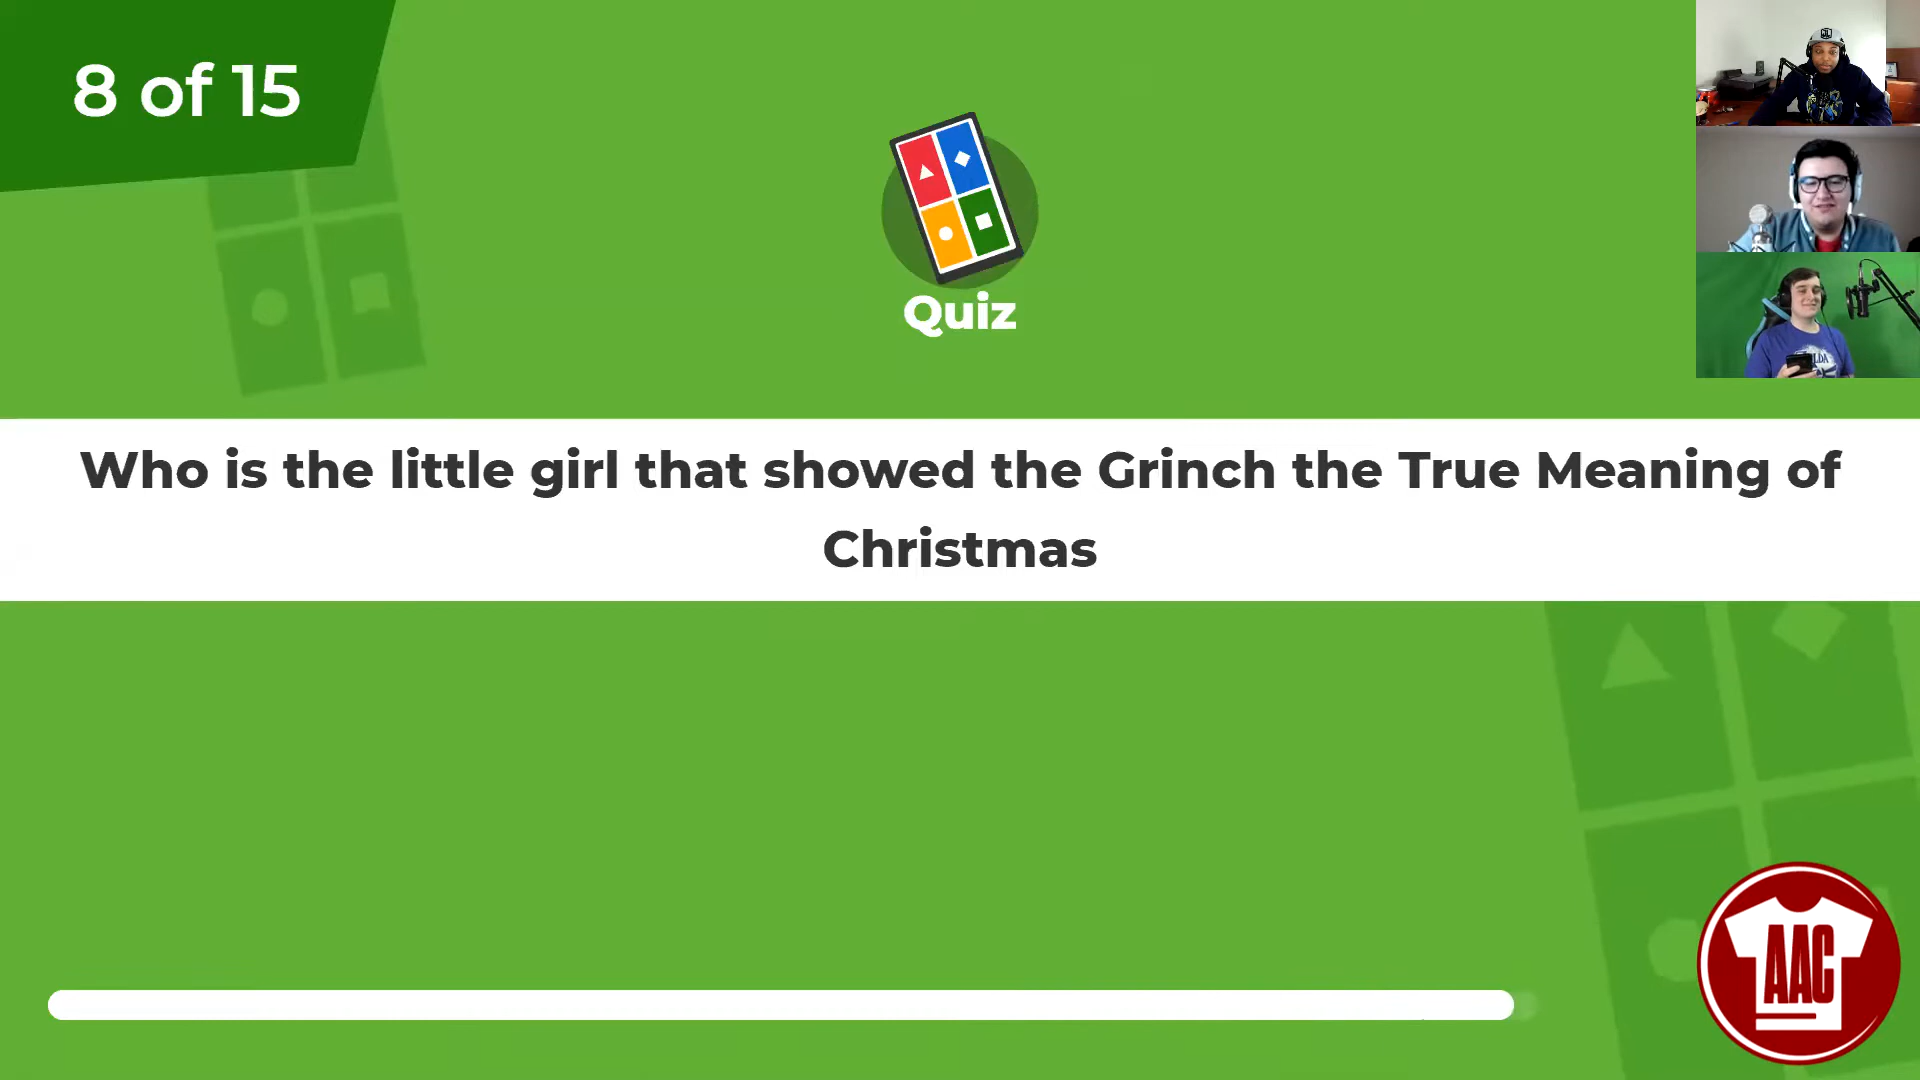 8 of 15
Quiz
Who is the little girl that showed the Grinch the True Meaning of
Christmas
AAC